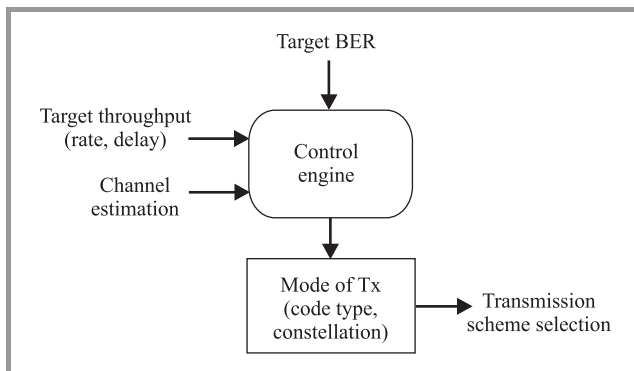 Target BER
Target throughput
(rate, delay)
Control
engine
Channel
estimation
Mode of Tx
(code type,
constellation)
Transmission
scheme selection